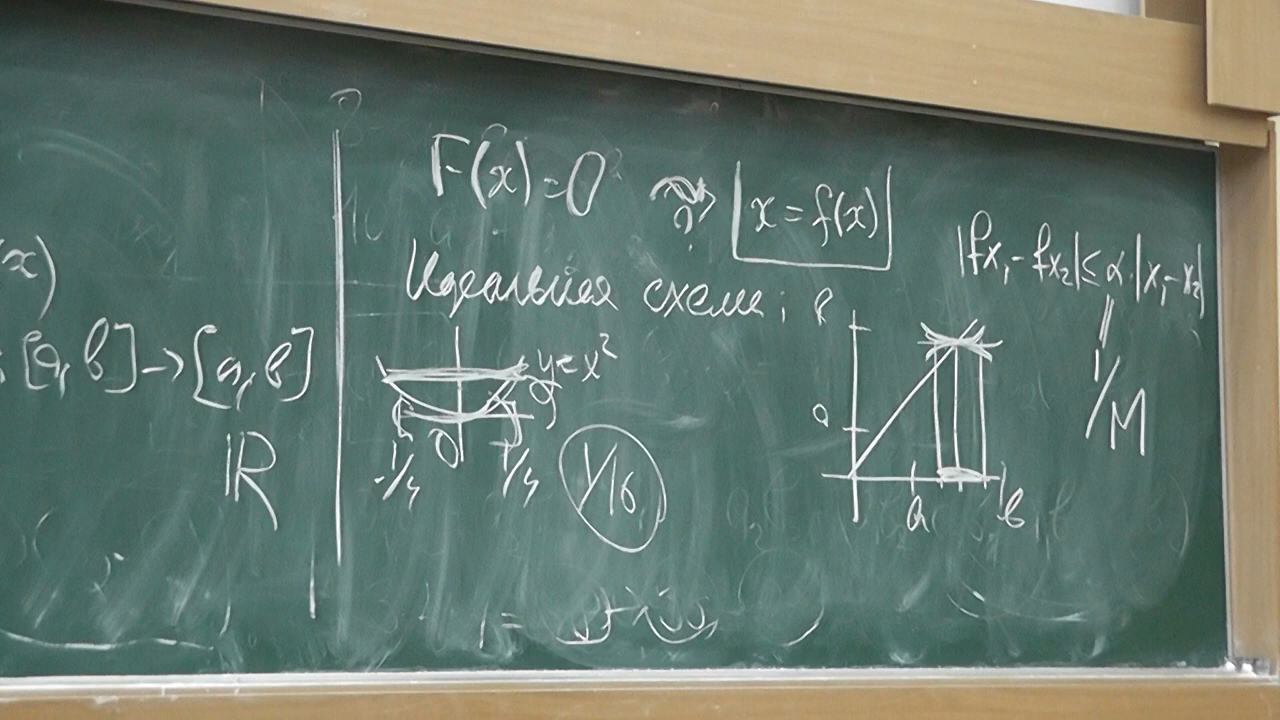 x)
: [a, b] → [a, b]
ℝ
F(x) = 0 ⇝ x = f(x)
?
Идеальная схема:
y = x²
0
-1/4
1/4
1/16
b
a
a
b
|fx₁ - fx₂| ≤ α · |x₁ - x₂|
||
1/M